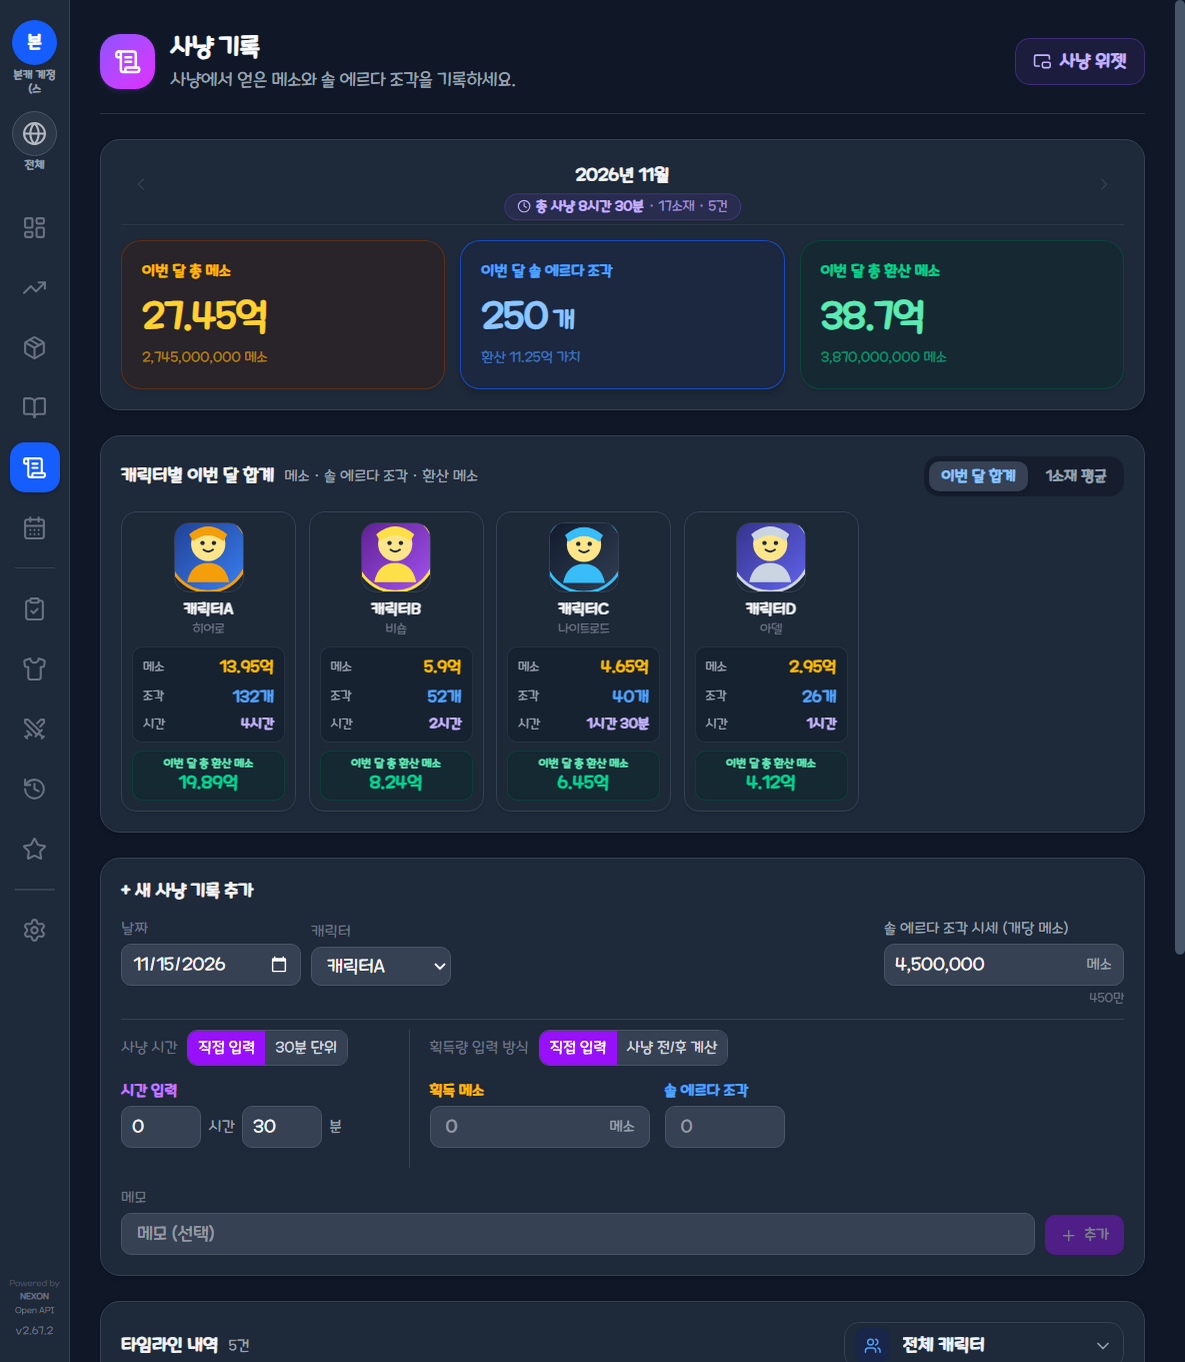 본
본캐 계정
(스
전체
Powered by
NEXON
Open API
v2.67.2
사냥 기록
사냥에서 얻은 메소와 솔 에르다 조각을 기록하세요.
사냥 위젯
2026년 11월
총 사냥 8시간 30분 · 17소재 · 5건
이번 달 총 메소
27.45억
2,745,000,000 메소
이번 달 솔 에르다 조각
250 개
환산 11.25억 가치
이번 달 총 환산 메소
38.7억
3,870,000,000 메소
캐릭터별 이번 달 합계 메소 · 솔 에르다 조각 · 환산 메소
이번 달 합계 1소재 평균
캐릭터A
히어로
메소 13.95억
조각 132개
시간 4시간
이번 달 총 환산 메소
19.89억
캐릭터B
비숍
메소 5.9억
조각 52개
시간 2시간
이번 달 총 환산 메소
8.24억
캐릭터C
나이트로드
메소 4.65억
조각 40개
시간 1시간 30분
이번 달 총 환산 메소
6.45억
캐릭터D
아델
메소 2.95억
조각 26개
시간 1시간
이번 달 총 환산 메소
4.12억
+ 새 사냥 기록 추가
날짜
11/15/2026
캐릭터
캐릭터A
솔 에르다 조각 시세 (개당 메소)
4,500,000 메소
450만
사냥 시간 직접 입력 30분 단위
시간 입력
0 시간 30 분
획득량 입력 방식 직접 입력 사냥 전/후 계산
획득 메소
0 메소
솔 에르다 조각
0
메모
메모 (선택)
+ 추가
타임라인 내역 5건
전체 캐릭터